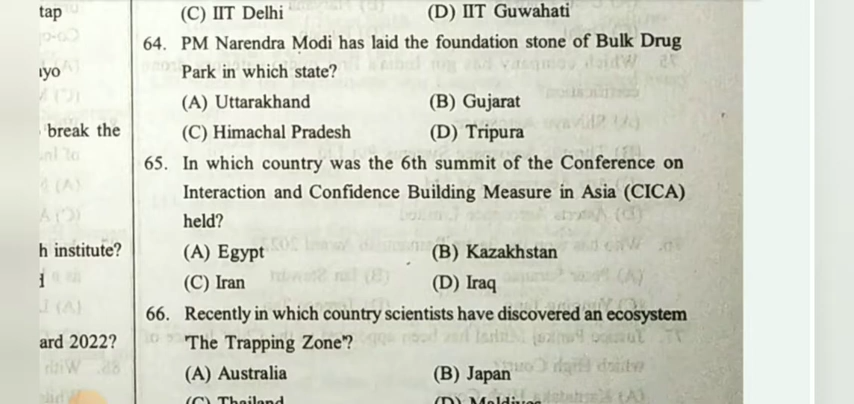 tap
yo
break the
h institute?
ard 2022?
(C) IIT Delhi (D) IIT Guwahati
64. PM Narendra Modi has laid the foundation stone of Bulk Drug
Park in which state?
(A) Uttarakhand (B) Gujarat
(C) Himachal Pradesh (D) Tripura
65. In which country was the 6th summit of the Conference on
Interaction and Confidence Building Measure in Asia (CICA)
held?
(A) Egypt (B) Kazakhstan
(C) Iran (D) Iraq
66. Recently in which country scientists have discovered an ecosystem
'The Trapping Zone'?
(A) Australia (B) Japan
(C) Thailand (D) Maldives